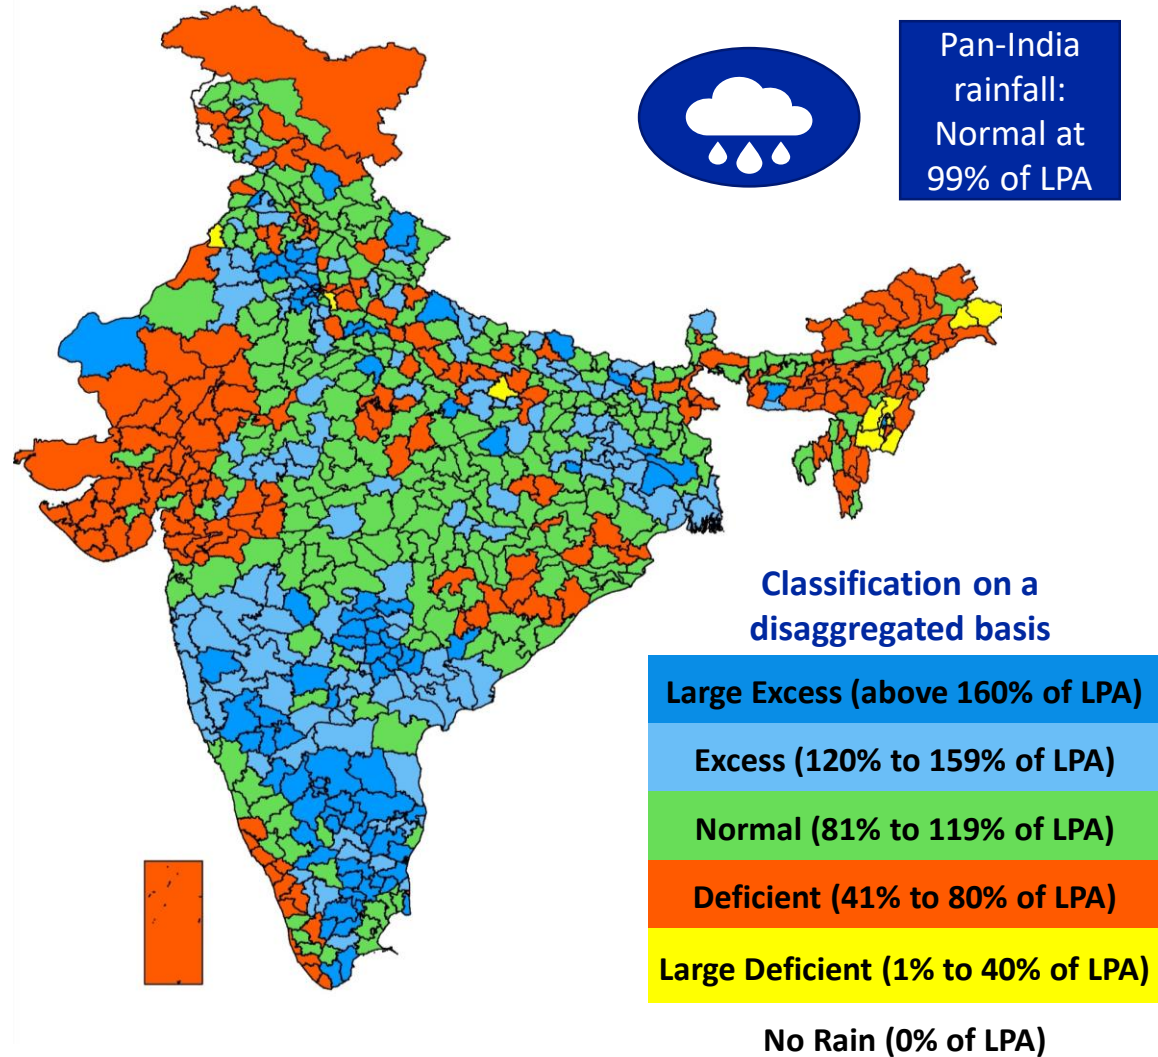 Pan-India
rainfall:
Normal at
99% of LPA
Classification on a
disaggregated basis
Large Excess (above 160% of LPA)
Excess (120% to 159% of LPA)
Normal (81% to 119% of LPA)
Deficient (41% to 80% of LPA)
Large Deficient (1% to 40% of LPA)
No Rain (0% of LPA)